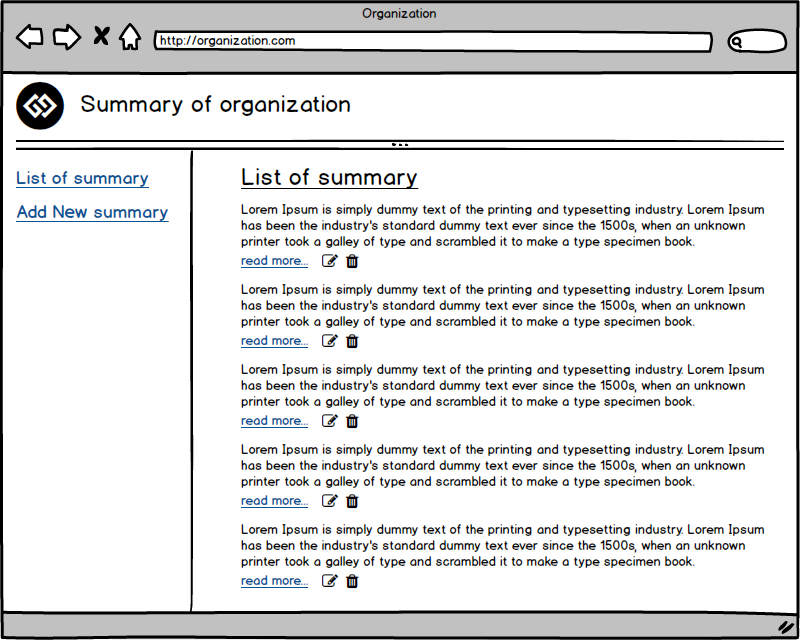 Organization
http://organization.com
Summary of organization
List of summary
Add New summary
List of summary
Lorem Ipsum is simply dummy text of the printing and typesetting industry. Lorem Ipsum
has been the industry's standard dummy text ever since the 1500s, when an unknown
printer took a galley of type and scrambled it to make a type specimen book.
read more...
Lorem Ipsum is simply dummy text of the printing and typesetting industry. Lorem Ipsum
has been the industry's standard dummy text ever since the 1500s, when an unknown
printer took a galley of type and scrambled it to make a type specimen book.
read more...
Lorem Ipsum is simply dummy text of the printing and typesetting industry. Lorem Ipsum
has been the industry's standard dummy text ever since the 1500s, when an unknown
printer took a galley of type and scrambled it to make a type specimen book.
read more...
Lorem Ipsum is simply dummy text of the printing and typesetting industry. Lorem Ipsum
has been the industry's standard dummy text ever since the 1500s, when an unknown
printer took a galley of type and scrambled it to make a type specimen book.
read more...
Lorem Ipsum is simply dummy text of the printing and typesetting industry. Lorem Ipsum
has been the industry's standard dummy text ever since the 1500s, when an unknown
printer took a galley of type and scrambled it to make a type specimen book.
read more...